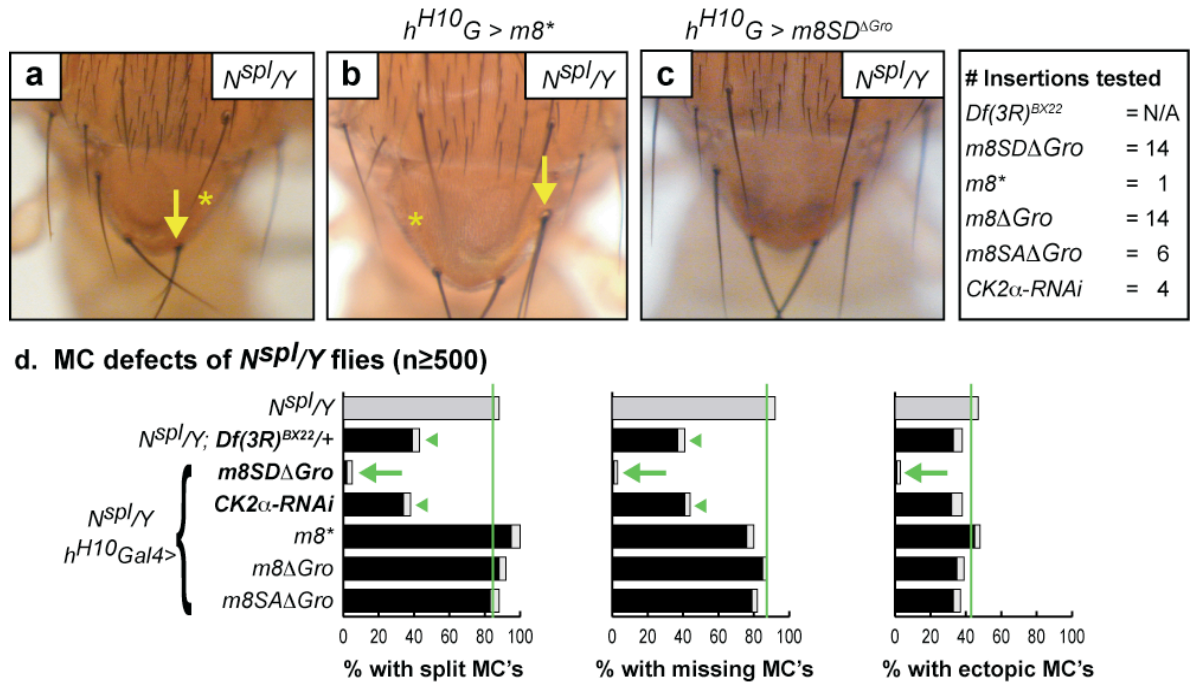 hH10G > m8*
hH10G > m8SDΔGro
a
Nspl/Y
*
b
Nspl/Y
*
c
Nspl/Y
# Insertions tested
Df(3R)BX22 = N/A
m8SDΔGro = 14
m8* = 1
m8ΔGro = 14
m8SAΔGro = 6
CK2α-RNAi = 4
d. MC defects of Nspl/Y flies (n≥500)
Nspl/Y
Nspl/Y; Df(3R)BX22/+
m8SDΔGro
CK2α-RNAi
m8*
m8ΔGro
m8SAΔGro
Nspl/Y
hH10Gal4>
0 20 40 60 80 100
% with split MC's
0 20 40 60 80 100
% with missing MC's
0 20 40 60 80 100
% with ectopic MC's